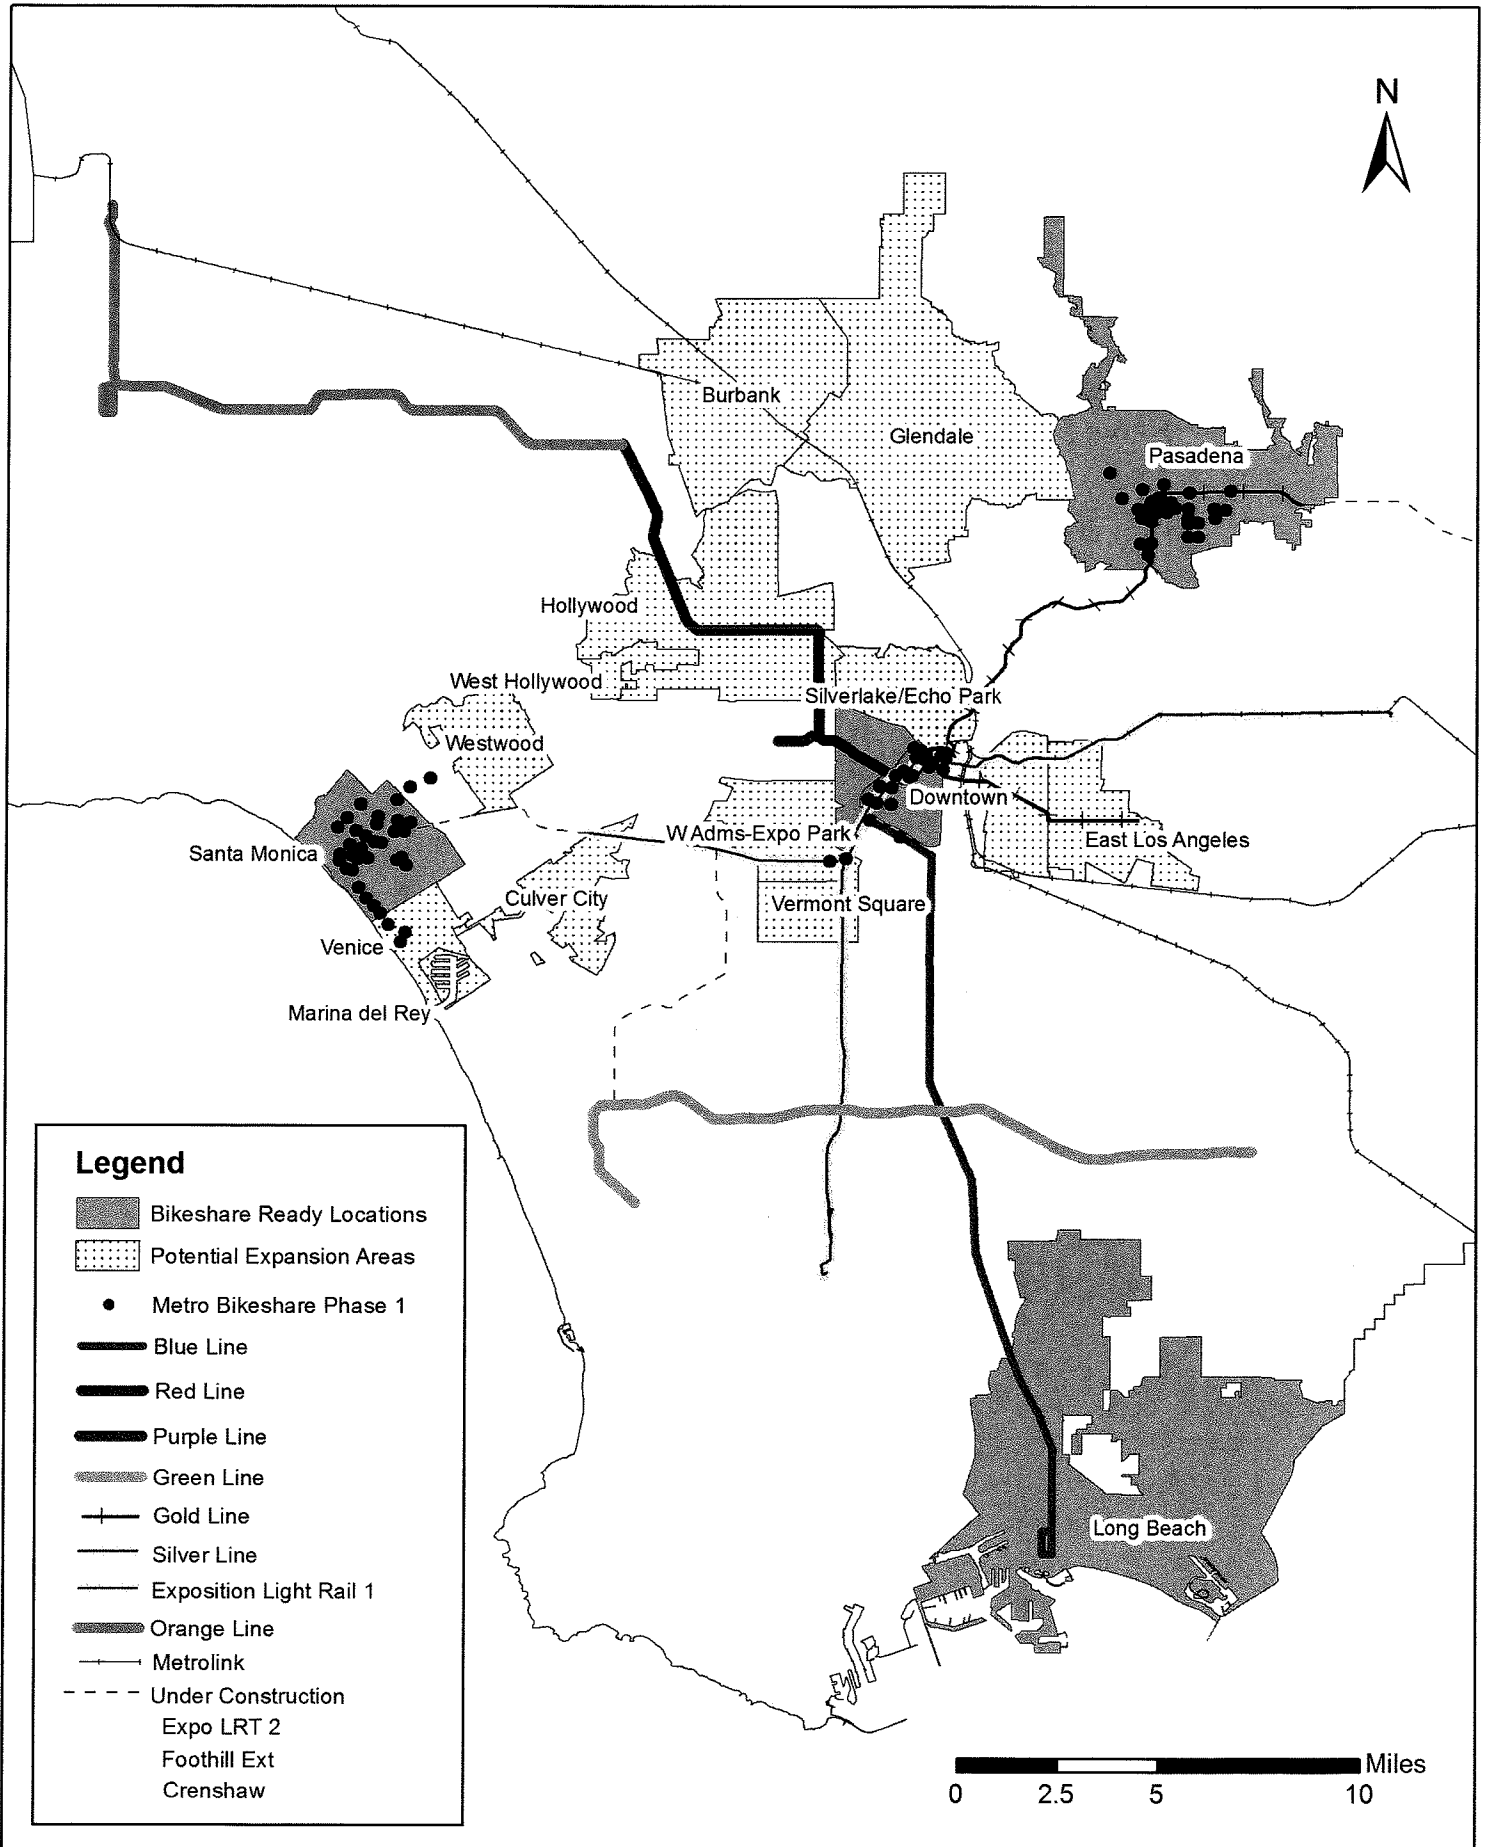 N
Burbank
Glendale
Pasadena
Hollywood
West Hollywood
Silverlake/Echo Park
Westwood
Downtown
W Adms-Expo Park
East Los Angeles
Santa Monica
Culver City
Vermont Square
Venice
Marina del Rey
Legend
Bikeshare Ready Locations
Potential Expansion Areas
Metro Bikeshare Phase 1
Blue Line
Red Line
Purple Line
Green Line
Gold Line
Silver Line
Exposition Light Rail 1
Orange Line
Metrolink
Under Construction
Expo LRT 2
Foothill Ext
Crenshaw
Long Beach
Miles
0 2.5 5 10